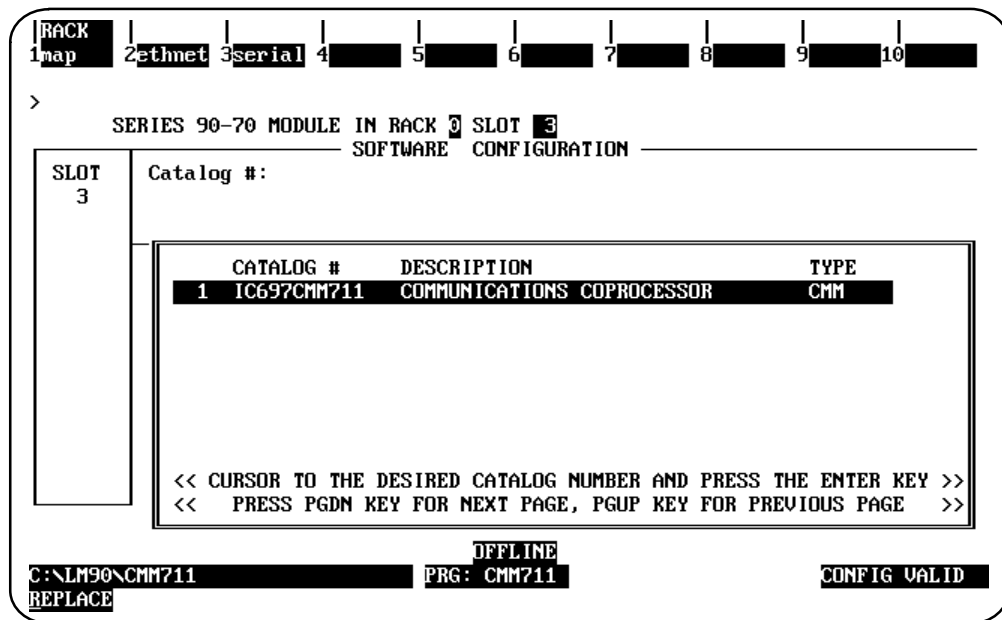 RACK
1map 2ethnet 3serial 4 5 6 7 8 9 10
>
SERIES 90-70 MODULE IN RACK 0 SLOT 3
SOFTWARE CONFIGURATION
SLOT Catalog #:
3
CATALOG # DESCRIPTION TYPE
1 IC697CMM711 COMMUNICATIONS COPROCESSOR CMM
<< CURSOR TO THE DESIRED CATALOG NUMBER AND PRESS THE ENTER KEY >>
<< PRESS PGDN KEY FOR NEXT PAGE, PGUP KEY FOR PREVIOUS PAGE >>
OFFLINE
C:\LM90\CMM711 PRG: CMM711 CONFIG VALID
REPLACE